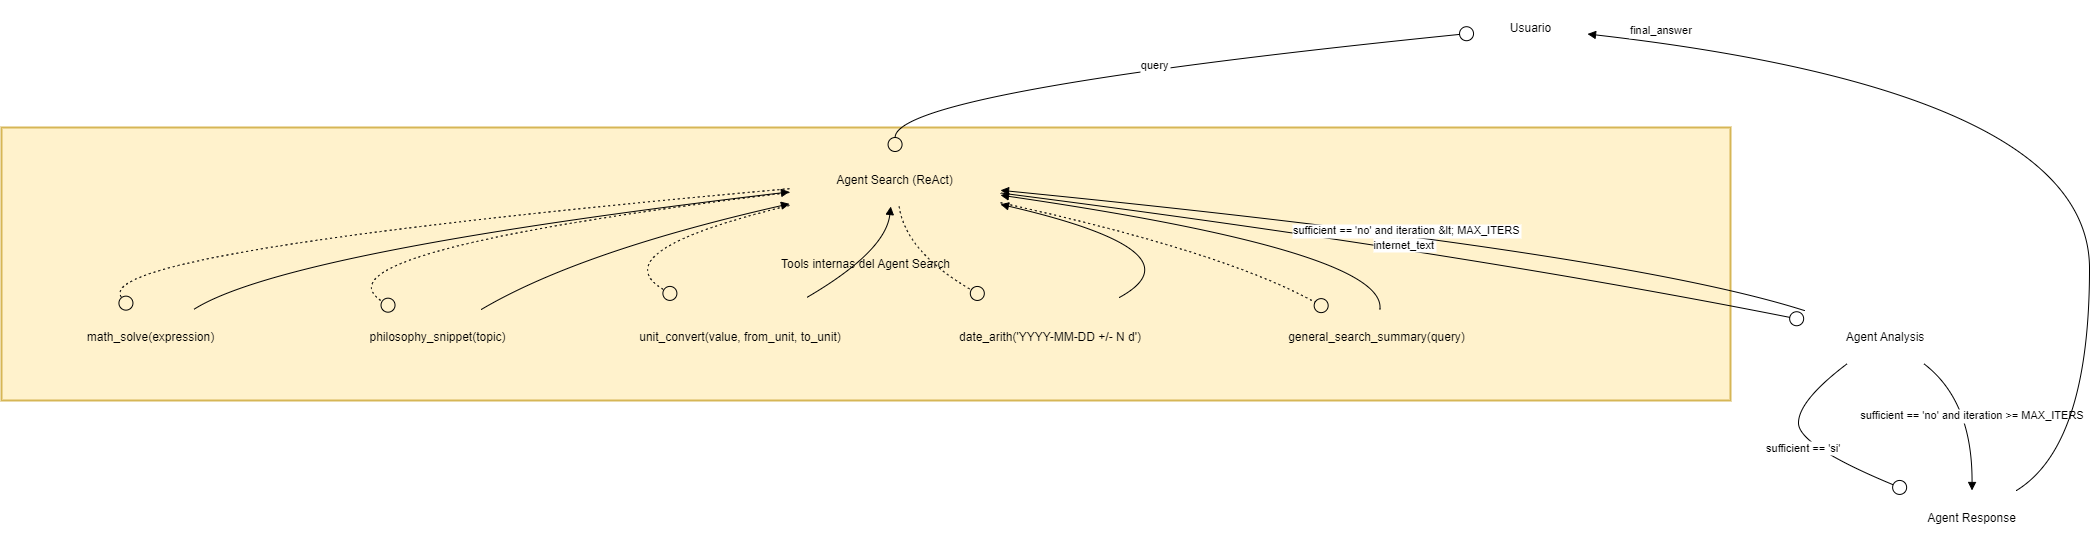 Usuario
final_answer
query
Agent Search (ReAct)
sufficient == 'no' and iteration &lt; MAX_ITERS
internet_text
Tools internas del Agent Search
math_solve(expression)
philosophy_snippet(topic)
unit_convert(value, from_unit, to_unit)
date_arith('YYYY-MM-DD +/- N d')
general_search_summary(query)
Agent Analysis
sufficient == 'no' and iteration >= MAX_ITERS
sufficient == 'si'
Agent Response